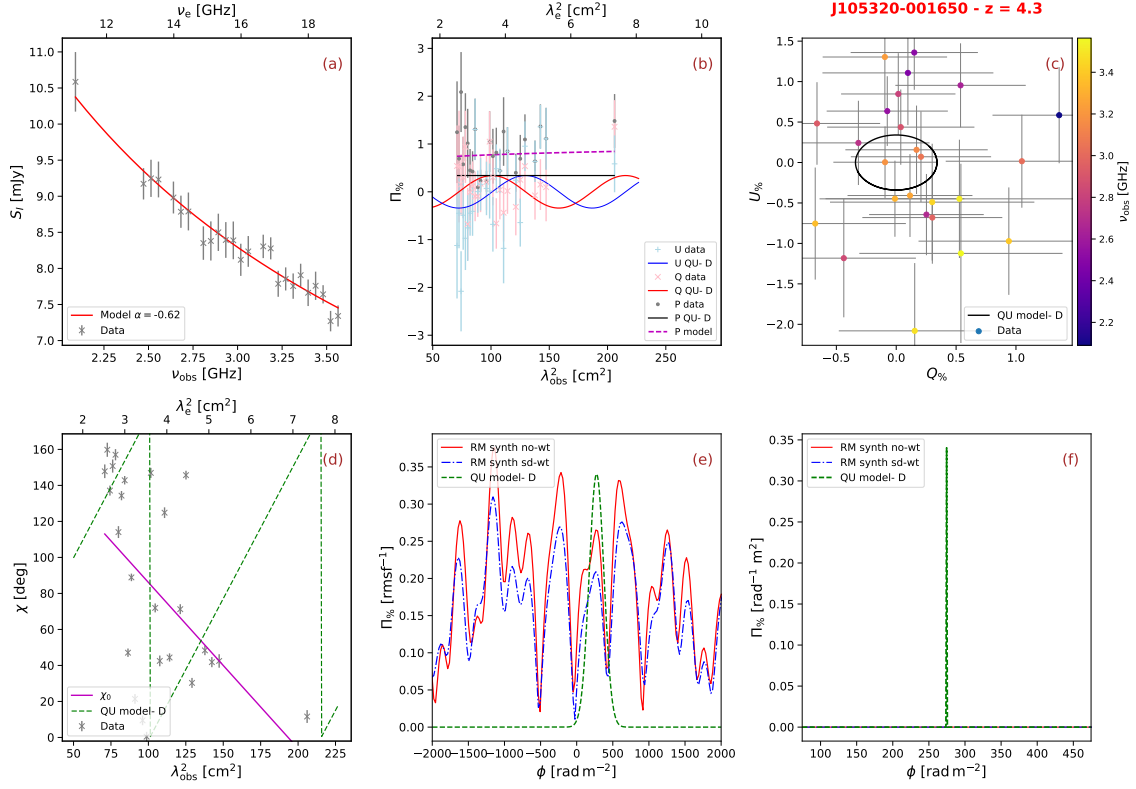 J105320-001650 - z = 4.3
ν_e [GHz]
11 12 13 14 15 16 17 18 19
(a)
S_I [mJy]
11.0
10.5
10.0
9.5
9.0
8.5
8.0
7.5
7.0
Model α = -0.62
Data
2.25 2.50 2.75 3.00 3.25 3.50
ν_obs [GHz]
λ_e^2 [cm^2]
2 4 6 8
(b)
Π_%
3
2
1
0
−1
−2
−3
U data
U QU- D
Q data
Q QU- D
P data
P QU- D
P model
50 100 150 200 250
λ_obs^2 [cm^2]
(c)
U_%
1.5
1.0
0.5
0.0
−0.5
−1.0
−1.5
−2.0
QU model- D
Data
−0.5 0.0 0.5 1.0
Q_%
3.4
3.2
3.0
2.8
2.6
2.4
2.2
ν_obs [GHz]
λ_e^2 [cm^2]
2 3 4 5 6 7 8
(d)
χ [deg]
160
140
120
100
80
60
40
20
0
χ_0
QU model- D
Data
50 75 100 125 150 175 200 225
λ_obs^2 [cm^2]
(e)
Π_% [rmsf^−1]
0.35
0.30
0.25
0.20
0.15
0.10
0.05
0.00
RM synth no-wt
RM synth sd-wt
QU model- D
−2000 −1500 −1000 −500 0 500 1000 1500 2000
ϕ [rad m^−2]
(f)
Π_% [rad^−1 m^2]
0.35
0.30
0.25
0.20
0.15
0.10
0.05
0.00
RM synth no-wt
RM synth sd-wt
QU model- D
100 150 200 250 300 350 400 450
ϕ [rad m^−2]